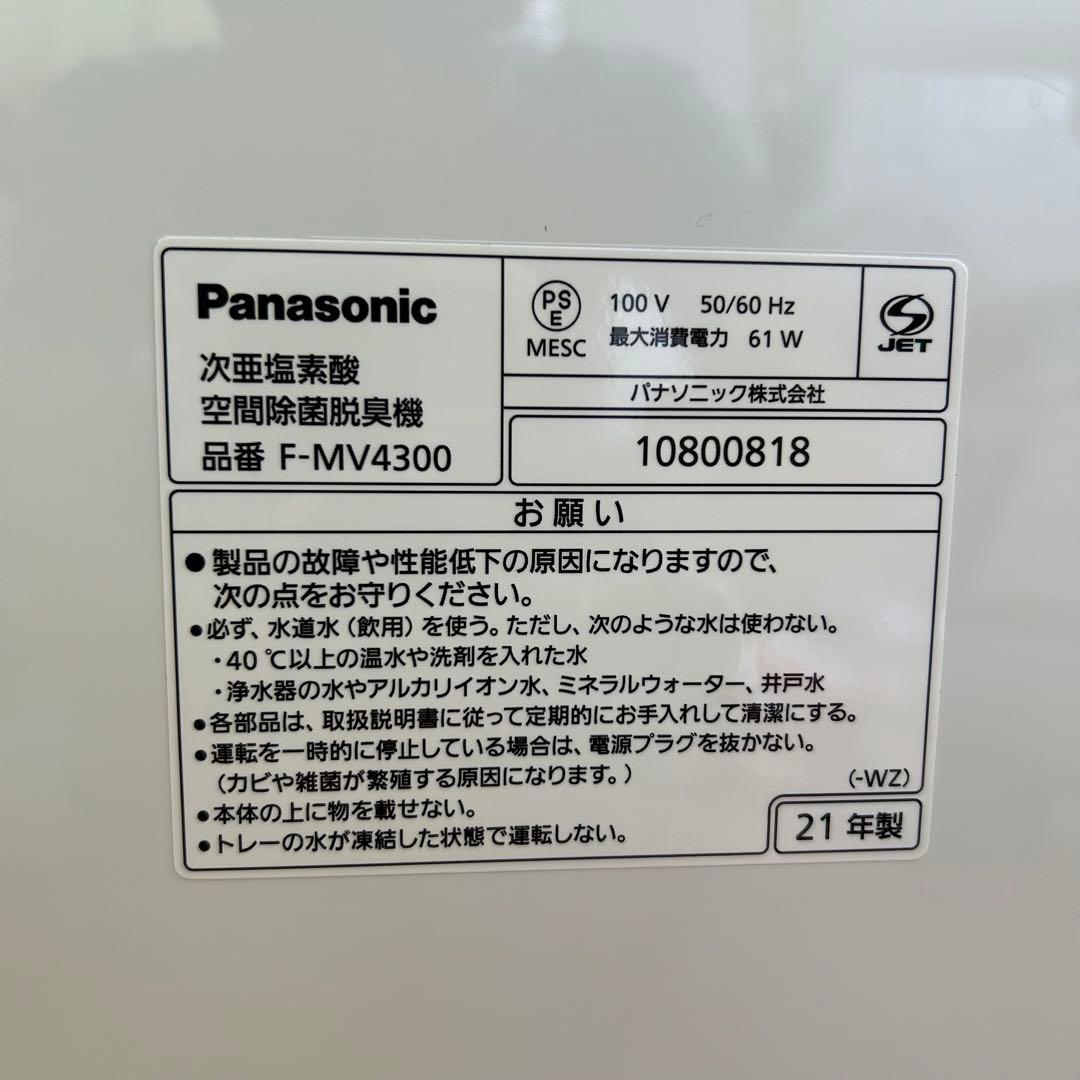 Panasonic
次亜塩素酸
空間除菌脱臭機
品番 F-MV4300
PSE
MESC
100 V 50/60 Hz
最大消費電力 61 W
JET
パナソニック株式会社
10800818
お願い
●製品の故障や性能低下の原因になりますので、
次の点をお守りください。
●必ず、水道水(飲用)を使う。ただし、次のような水は使わない。
・40 ℃以上の温水や洗剤を入れた水
・浄水器の水やアルカリイオン水、ミネラルウォーター、井戸水
●各部品は、取扱説明書に従って定期的にお手入れして清潔にする。
●運転を一時的に停止している場合は、電源プラグを抜かない。
(カビや雑菌が繁殖する原因になります。)
(-WZ)
●本体の上に物を載せない。
●トレーの水が凍結した状態で運転しない。
21 年製